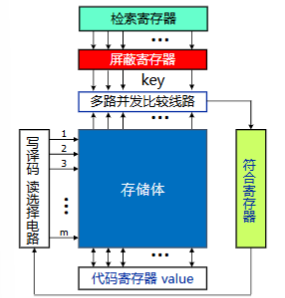 检索寄存器
...
屏蔽寄存器
key
多路并发比较线路
写译码 读选择电路
1
2
3
...
m
存储体
符合寄存器
...
代码寄存器 value